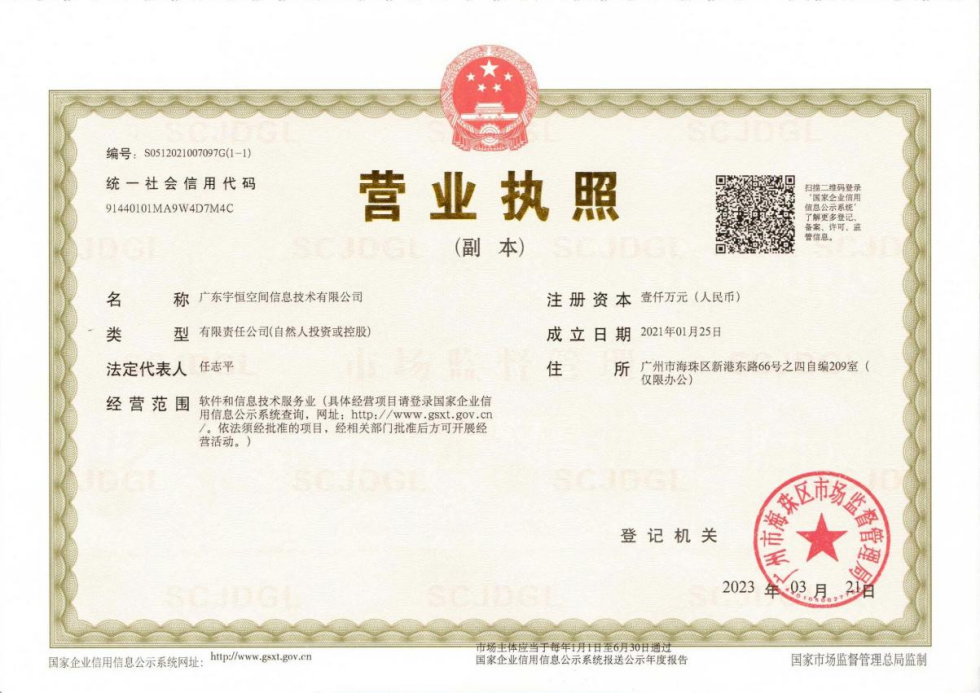 编号：S0512021007097G(1-1)
统一社会信用代码
91440101MA9W4D7M4C
营业执照
(副 本)
扫描二维码登录
‘国家企业信用
信息公示系统’
了解更多登记、
备案、许可、监
管信息。
名 称 广东宇恒空间信息技术有限公司
类 型 有限责任公司(自然人投资或控股)
法定代表人 任志平
经营范围 软件和信息技术服务业（具体经营项目请登录国家企业信
用信息公示系统查询，网址：http://www.gsxt.gov.cn
/。依法须经批准的项目，经相关部门批准后方可开展经
营活动。）
注册资本 壹仟万元（人民币）
成立日期 2021年01月25日
住 所 广州市海珠区新港东路66号之四自编209室（
仅限办公）
登记机关
广州市海珠区市场监督管理局
2023 年 03 月 21日
国家企业信用信息公示系统网址： http://www.gsxt.gov.cn
市场主体应当于每年1月1日至6月30日通过
国家企业信用信息公示系统报送公示年度报告
国家市场监督管理总局监制
SCJDGL
市场监督管理